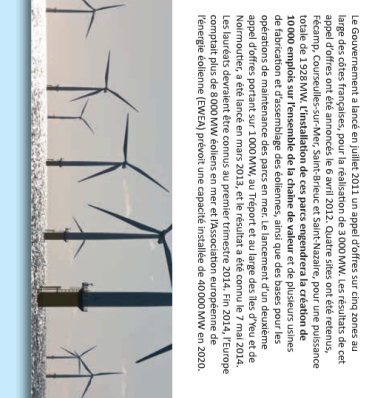 Le Gouvernement a lancé en juillet 2011 un appel d'offres sur cinq zones au
large des côtes françaises, pour la réalisation de 3 000 MW. Les résultats de cet
appel d'offres ont été annoncés le 6 avril 2012. Quatre sites ont été retenus,
Fécamp, Courseulles-sur-Mer, Saint-Brieuc et Saint-Nazaire, pour une puissance
totale de 1 928 MW. L'installation de ces parcs engendrera la création de
10 000 emplois sur l'ensemble de la chaîne de valeur et de plusieurs usines
de fabrication et d'assemblage des éoliennes, ainsi que des bases pour les
opérations de maintenance des parcs en mer. Le lancement d'un deuxième
appel d'offres portant sur 1 000 MW, au Tréport et au large des îles d'Yeu et de
Noirmoutier, a été lancé en mars 2013, et le résultat a été connu le 7 mai 2014.
Les lauréats devraient être connus au premier trimestre 2014. Fin 2014, l'Europe
comptait plus de 8 000 MW éoliens en mer et l'Association européenne de
l'énergie éolienne (EWEA) prévoit une capacité installée de 40 000 MW en 2020.